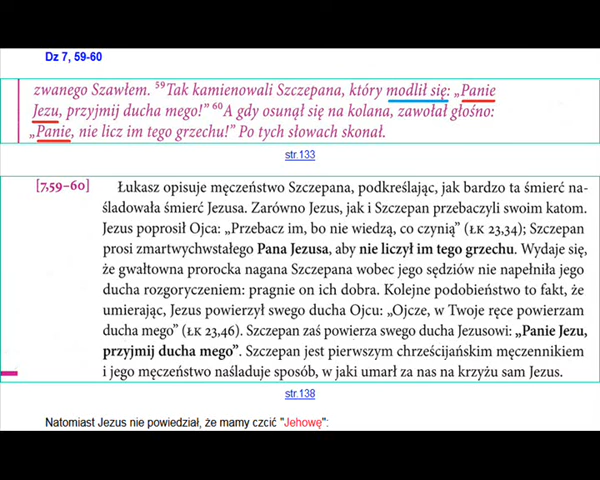 Dz 7, 59-60
zwanego Szawłem. 59Tak kamienowali Szczepana, który modlił się: „Panie
Jezu, przyjmij ducha mego!” 60A gdy osunął się na kolana, zawołał głośno:
„Panie, nie licz im tego grzechu!” Po tych słowach skonał.
str.133
[7,59–60] Łukasz opisuje męczeństwo Szczepana, podkreślając, jak bardzo ta śmierć na-
śladowała śmierć Jezusa. Zarówno Jezus, jak i Szczepan przebaczyli swoim katom.
Jezus poprosił Ojca: „Przebacz im, bo nie wiedzą, co czynią” (ŁK 23,34); Szczepan
prosi zmartwychwstałego Pana Jezusa, aby nie liczył im tego grzechu. Wydaje się,
że gwałtowna prorocka nagana Szczepana wobec jego sędziów nie napełniła jego
ducha rozgoryczeniem: pragnie on ich dobra. Kolejne podobieństwo to fakt, że
umierając, Jezus powierzył swego ducha Ojcu: „Ojcze, w Twoje ręce powierzam
ducha mego” (ŁK 23,46). Szczepan zaś powierza swego ducha Jezusowi: „Panie Jezu,
przyjmij ducha mego”. Szczepan jest pierwszym chrześcijańskim męczennikiem
i jego męczeństwo naśladuje sposób, w jaki umarł za nas na krzyżu sam Jezus.
str.138
Natomiast Jezus nie powiedział, że mamy czcić "Jehowę":